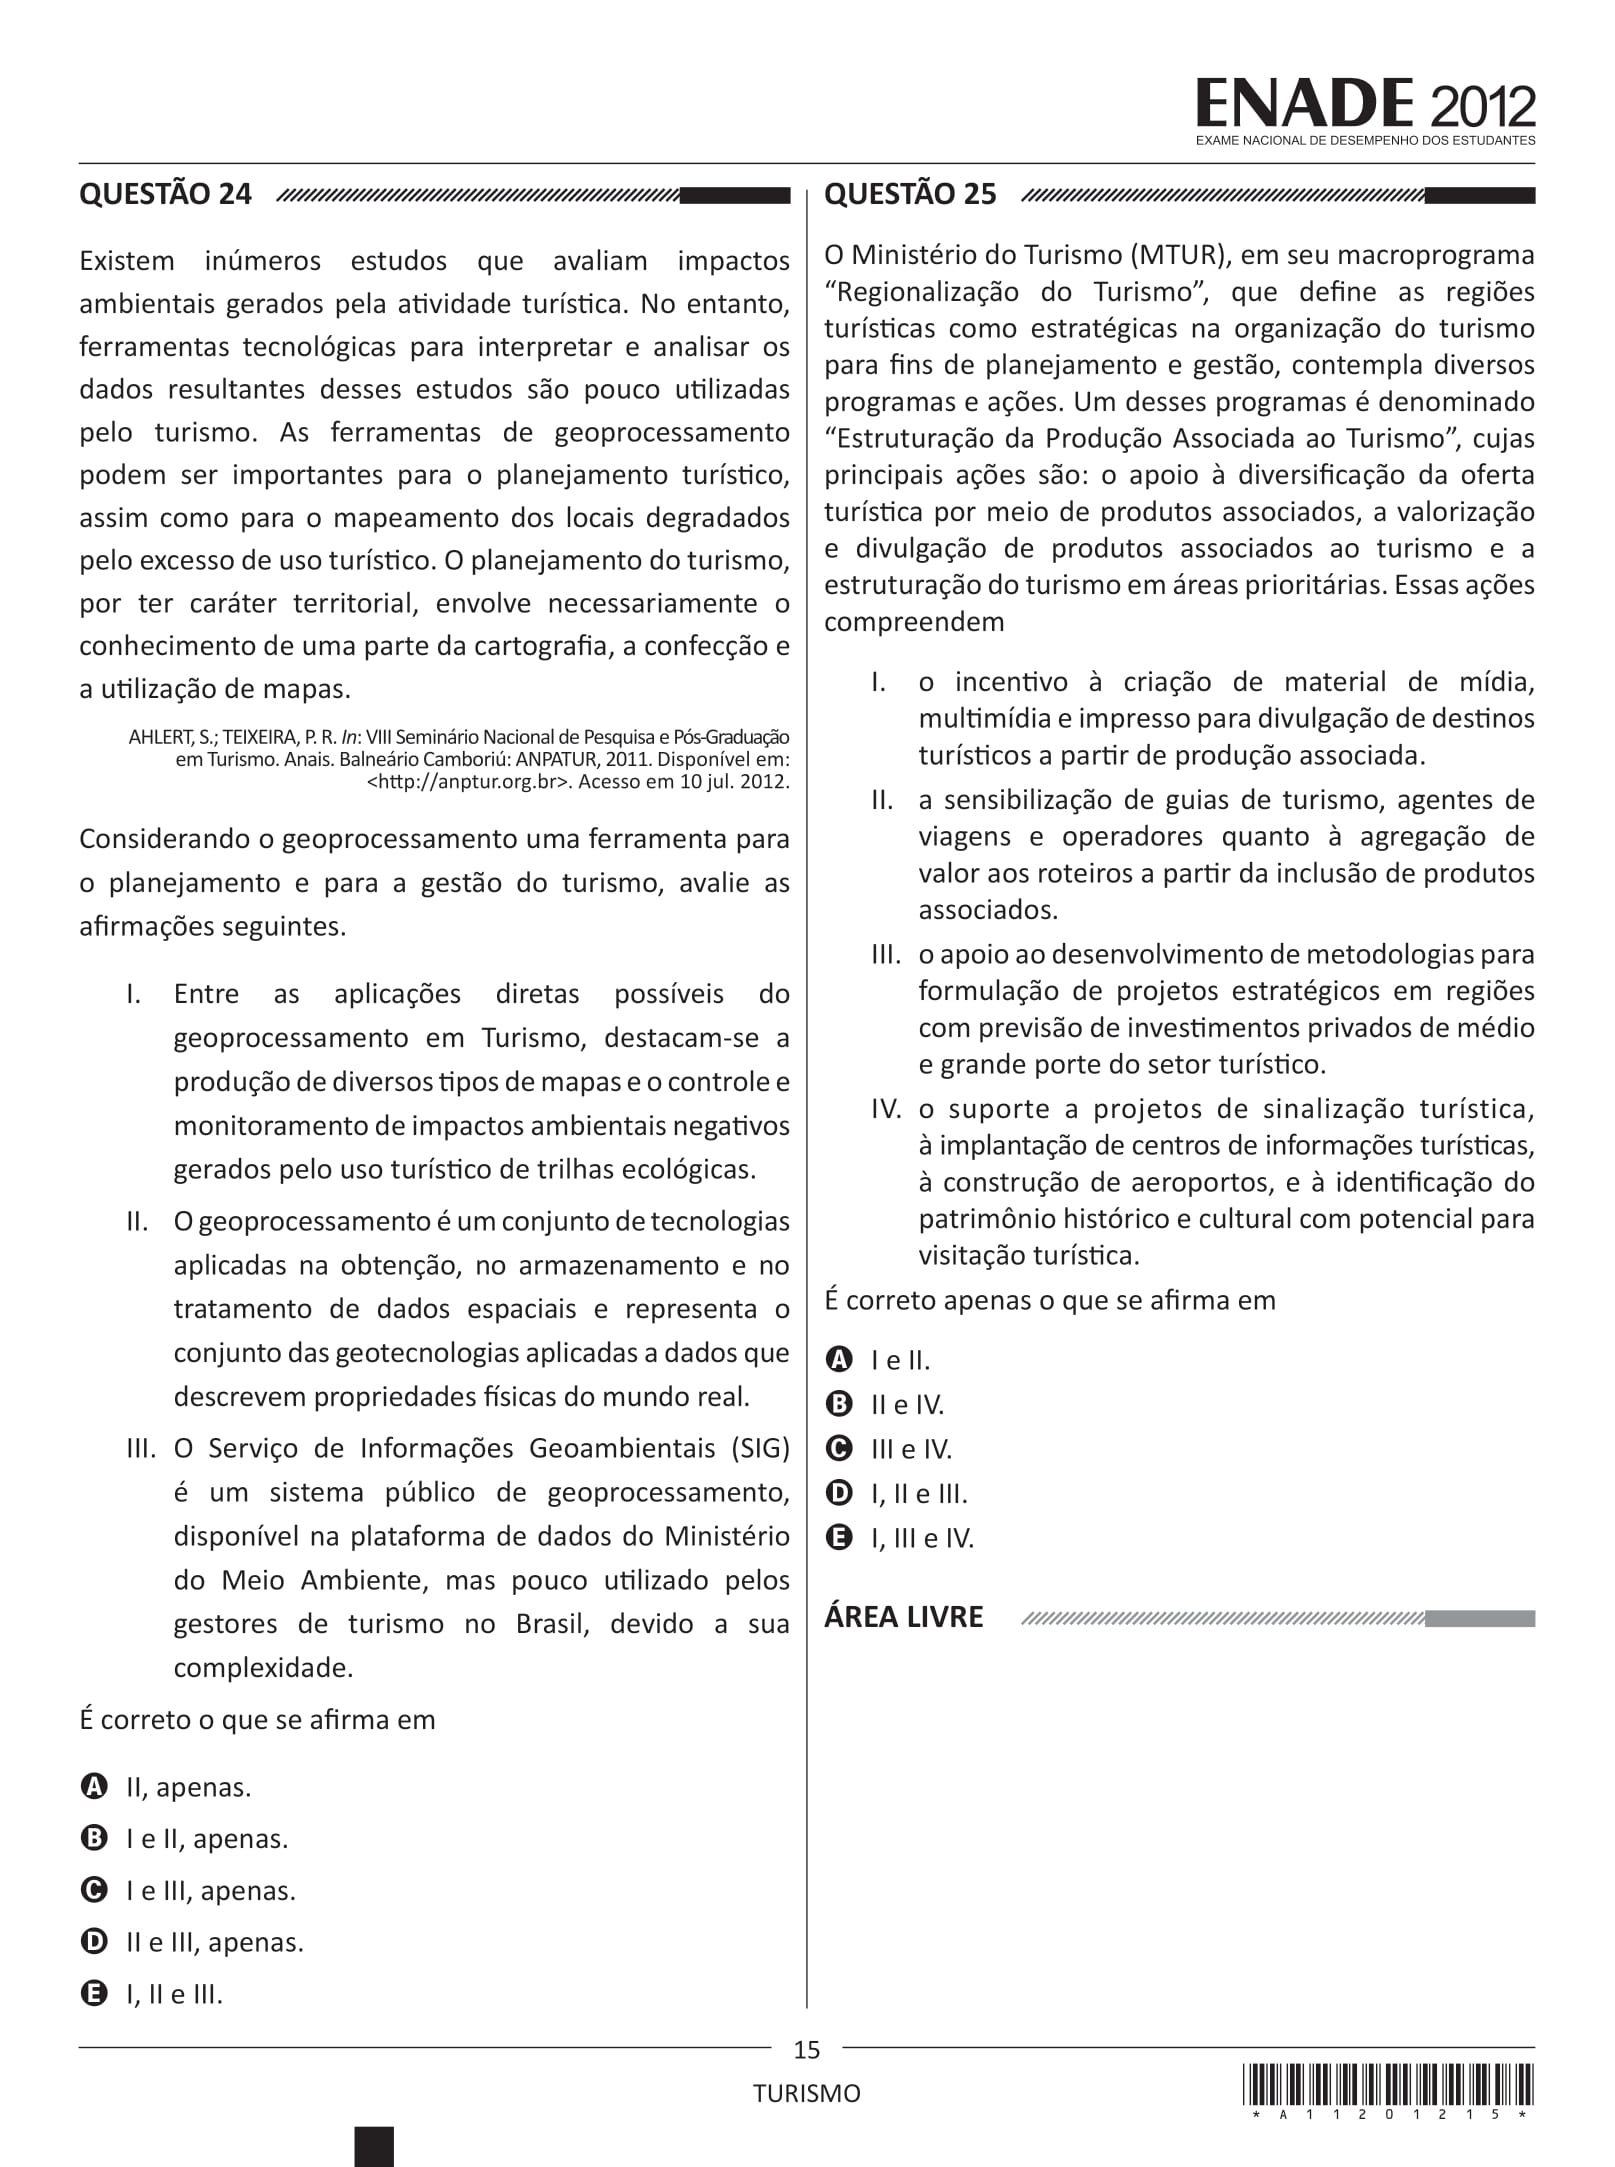 ENADE 2012
EXAME NACIONAL DE DESEMPENHO DOS ESTUDANTES
QUESTÃO 24
Existem inúmeros estudos que avaliam impactos
ambientais gerados pela atividade turística. No entanto,
ferramentas tecnológicas para interpretar e analisar os
dados resultantes desses estudos são pouco utilizadas
pelo turismo. As ferramentas de geoprocessamento
podem ser importantes para o planejamento turístico,
assim como para o mapeamento dos locais degradados
pelo excesso de uso turístico. O planejamento do turismo,
por ter caráter territorial, envolve necessariamente o
conhecimento de uma parte da cartografia, a confecção e
a utilização de mapas.
AHLERT, S.; TEIXEIRA, P. R. In: VIII Seminário Nacional de Pesquisa e Pós-Graduação
em Turismo. Anais. Balneário Camboriú: ANPATUR, 2011. Disponível em:
<http://anptur.org.br>. Acesso em 10 jul. 2012.
Considerando o geoprocessamento uma ferramenta para
o planejamento e para a gestão do turismo, avalie as
afirmações seguintes.
I. Entre as aplicações diretas possíveis do
geoprocessamento em Turismo, destacam-se a
produção de diversos tipos de mapas e o controle e
monitoramento de impactos ambientais negativos
gerados pelo uso turístico de trilhas ecológicas.
II. O geoprocessamento é um conjunto de tecnologias
aplicadas na obtenção, no armazenamento e no
tratamento de dados espaciais e representa o
conjunto das geotecnologias aplicadas a dados que
descrevem propriedades físicas do mundo real.
III. O Serviço de Informações Geoambientais (SIG)
é um sistema público de geoprocessamento,
disponível na plataforma de dados do Ministério
do Meio Ambiente, mas pouco utilizado pelos
gestores de turismo no Brasil, devido a sua
complexidade.
É correto o que se afirma em
A II, apenas.
B I e II, apenas.
C I e III, apenas.
D II e III, apenas.
E I, II e III.
QUESTÃO 25
O Ministério do Turismo (MTUR), em seu macroprograma
“Regionalização do Turismo”, que define as regiões
turísticas como estratégicas na organização do turismo
para fins de planejamento e gestão, contempla diversos
programas e ações. Um desses programas é denominado
“Estruturação da Produção Associada ao Turismo”, cujas
principais ações são: o apoio à diversificação da oferta
turística por meio de produtos associados, a valorização
e divulgação de produtos associados ao turismo e a
estruturação do turismo em áreas prioritárias. Essas ações
compreendem
I. o incentivo à criação de material de mídia,
multimídia e impresso para divulgação de destinos
turísticos a partir de produção associada.
II. a sensibilização de guias de turismo, agentes de
viagens e operadores quanto à agregação de
valor aos roteiros a partir da inclusão de produtos
associados.
III. o apoio ao desenvolvimento de metodologias para
formulação de projetos estratégicos em regiões
com previsão de investimentos privados de médio
e grande porte do setor turístico.
IV. o suporte a projetos de sinalização turística,
à implantação de centros de informações turísticas,
à construção de aeroportos, e à identificação do
patrimônio histórico e cultural com potencial para
visitação turística.
É correto apenas o que se afirma em
A I e II.
B II e IV.
C III e IV.
D I, II e III.
E I, III e IV.
ÁREA LIVRE
15
TURISMO
* A 1 1 2 0 1 2 1 5 *